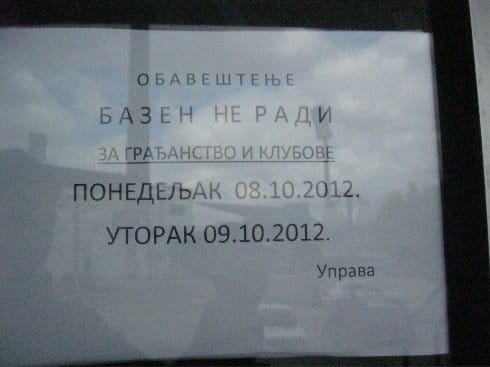 ОБАВЕШТЕЊЕ
БАЗЕН НЕ РАДИ
ЗА ГРАЂАНСТВО И КЛУБОВЕ
ПОНЕДЕЉАК 08.10.2012.
УТОРАК 09.10.2012.
Управа